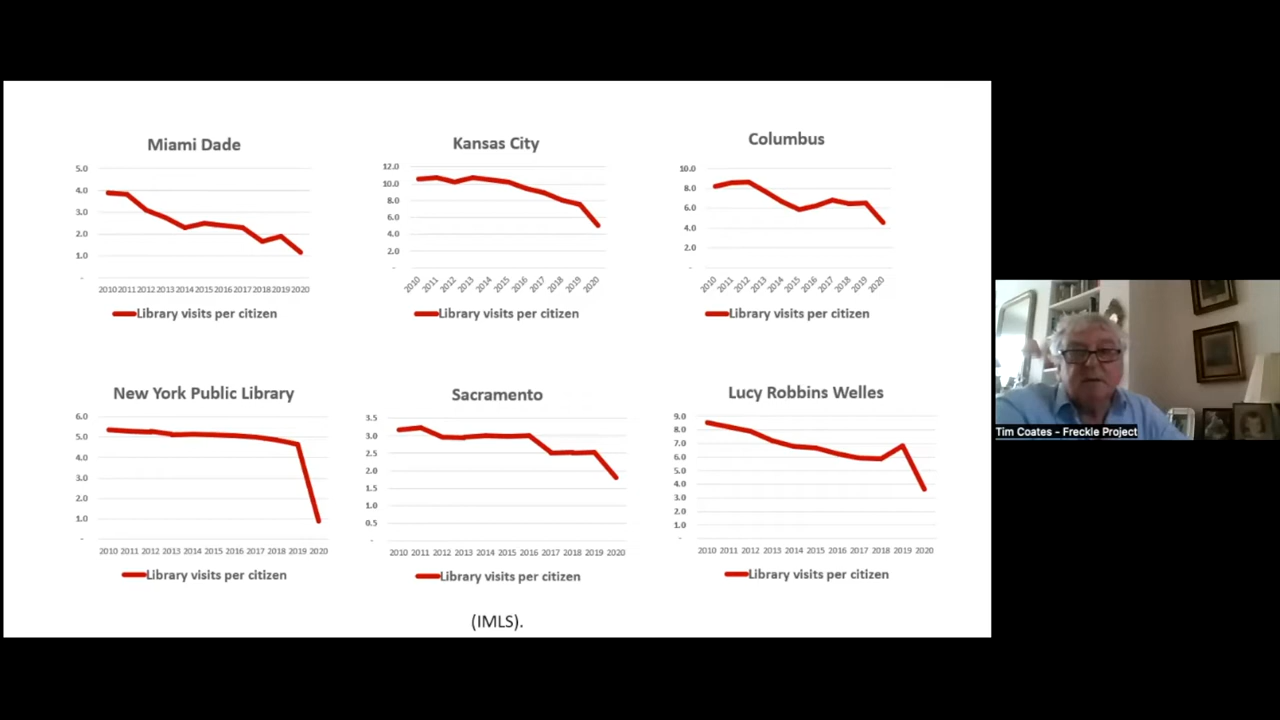 Miami Dade
5.0
4.0
3.0
2.0
1.0
-
2010 2011 2012 2013 2014 2015 2016 2017 2018 2019 2020
Library visits per citizen
Kansas City
12.0
10.0
8.0
6.0
4.0
2.0
-
2010 2011 2012 2013 2014 2015 2016 2017 2018 2019 2020
Library visits per citizen
Columbus
10.0
8.0
6.0
4.0
2.0
-
2010 2011 2012 2013 2014 2015 2016 2017 2018 2019 2020
Library visits per citizen
New York Public Library
6.0
5.0
4.0
3.0
2.0
1.0
-
2010 2011 2012 2013 2014 2015 2016 2017 2018 2019 2020
Library visits per citizen
Sacramento
3.5
3.0
2.5
2.0
1.5
1.0
0.5
-
2010 2011 2012 2013 2014 2015 2016 2017 2018 2019 2020
Library visits per citizen
Lucy Robbins Welles
9.0
8.0
7.0
6.0
5.0
4.0
3.0
2.0
1.0
-
2010 2011 2012 2013 2014 2015 2016 2017 2018 2019 2020
Library visits per citizen
(IMLS).
Tim Coates – Freckle Project